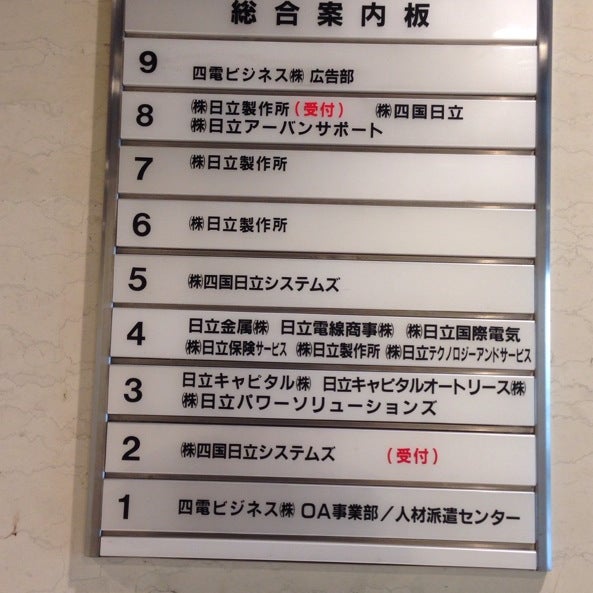 総合案内板
9 四電ビジネス㈱ 広告部
8 ㈱日立製作所(受付) ㈱四国日立
㈱日立アーバンサポート
7 ㈱日立製作所
6 ㈱日立製作所
5 ㈱四国日立システムズ
4 日立金属㈱ 日立電線商事㈱ ㈱日立国際電気
㈱日立保険サービス ㈱日立製作所 ㈱日立テクノロジーアンドサービス
3 日立キャピタル㈱ 日立キャピタルオートリース㈱
㈱日立パワーソリューションズ
2 ㈱四国日立システムズ (受付)
1 四電ビジネス㈱ OA事業部/人材派遣センター